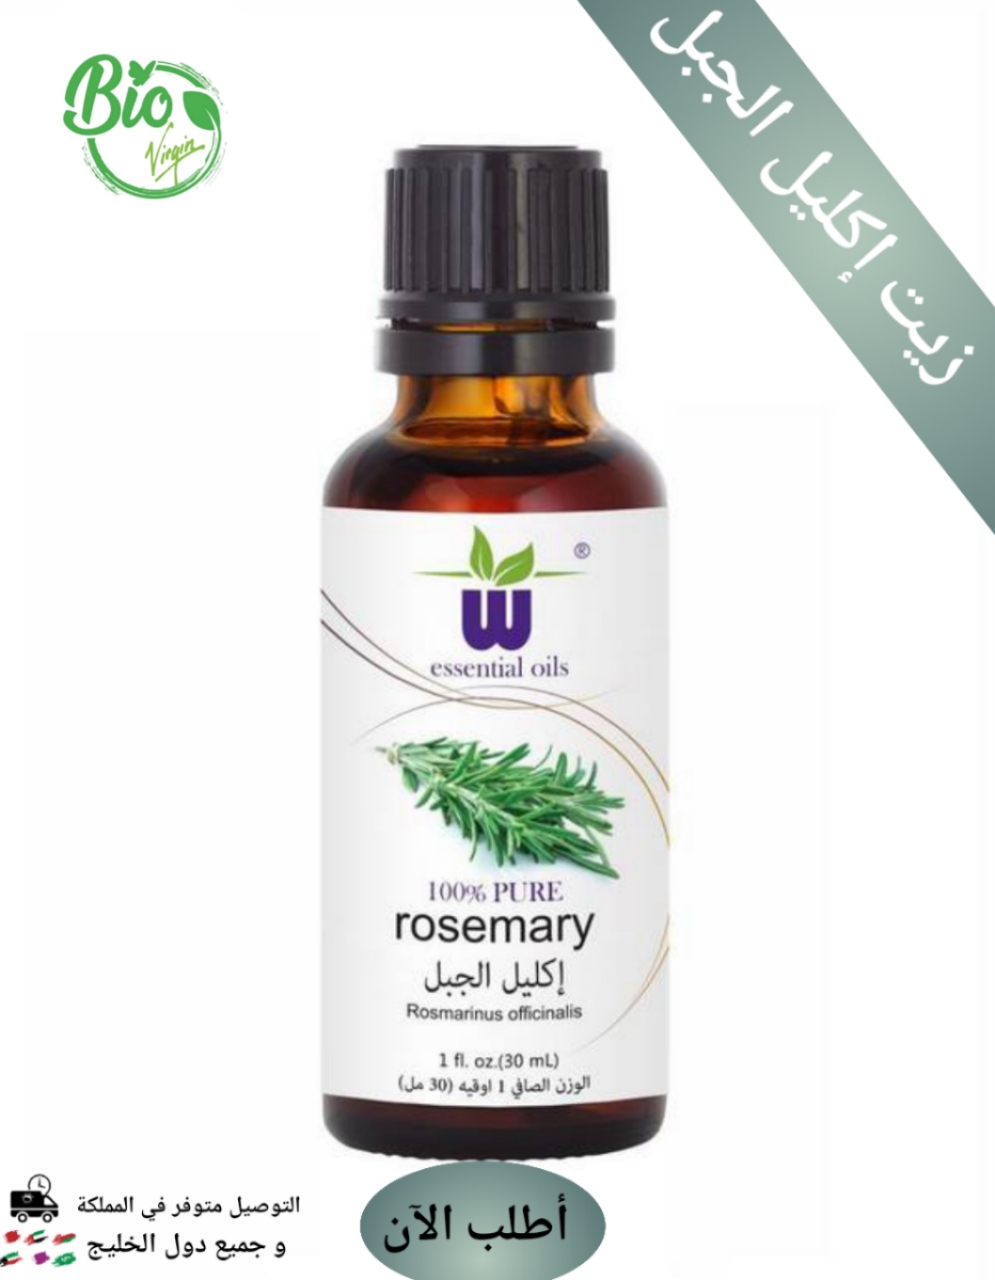 Bio
Virgin
زيت إكليل الجبل
®
W
essential oils
100% PURE
rosemary
إكليل الجبل
Rosmarinus officinalis
1 fl. oz.(30 mL)
الوزن الصافي 1 اوقيه (30 مل)
التوصيل متوفر في المملكة
و جميع دول الخليج
أطلب الآن